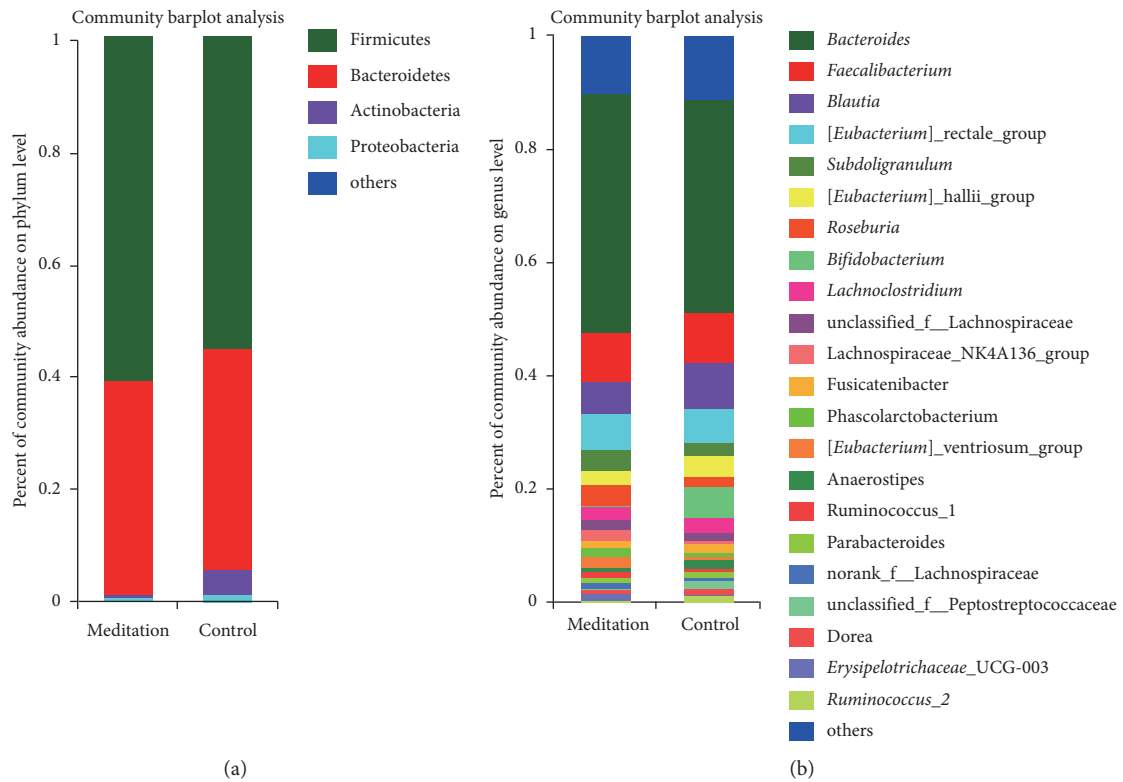 Community barplot analysis
Percent of community abundance on phylum level
1
0.8
0.6
0.4
0.2
0
Meditation
Control
Firmicutes
Bacteroidetes
Actinobacteria
Proteobacteria
others
(a)
Community barplot analysis
Percent of community abundance on genus level
1
0.8
0.6
0.4
0.2
0
Meditation
Control
Bacteroides
Faecalibacterium
Blautia
[Eubacterium]_rectale_group
Subdoligranulum
[Eubacterium]_hallii_group
Roseburia
Bifidobacterium
Lachnoclostridium
unclassified_f__Lachnospiraceae
Lachnospiraceae_NK4A136_group
Fusicatenibacter
Phascolarctobacterium
[Eubacterium]_ventriosum_group
Anaerostipes
Ruminococcus_1
Parabacteroides
norank_f__Lachnospiraceae
unclassified_f__Peptostreptococcaceae
Dorea
Erysipelotrichaceae_UCG-003
Ruminococcus_2
others
(b)